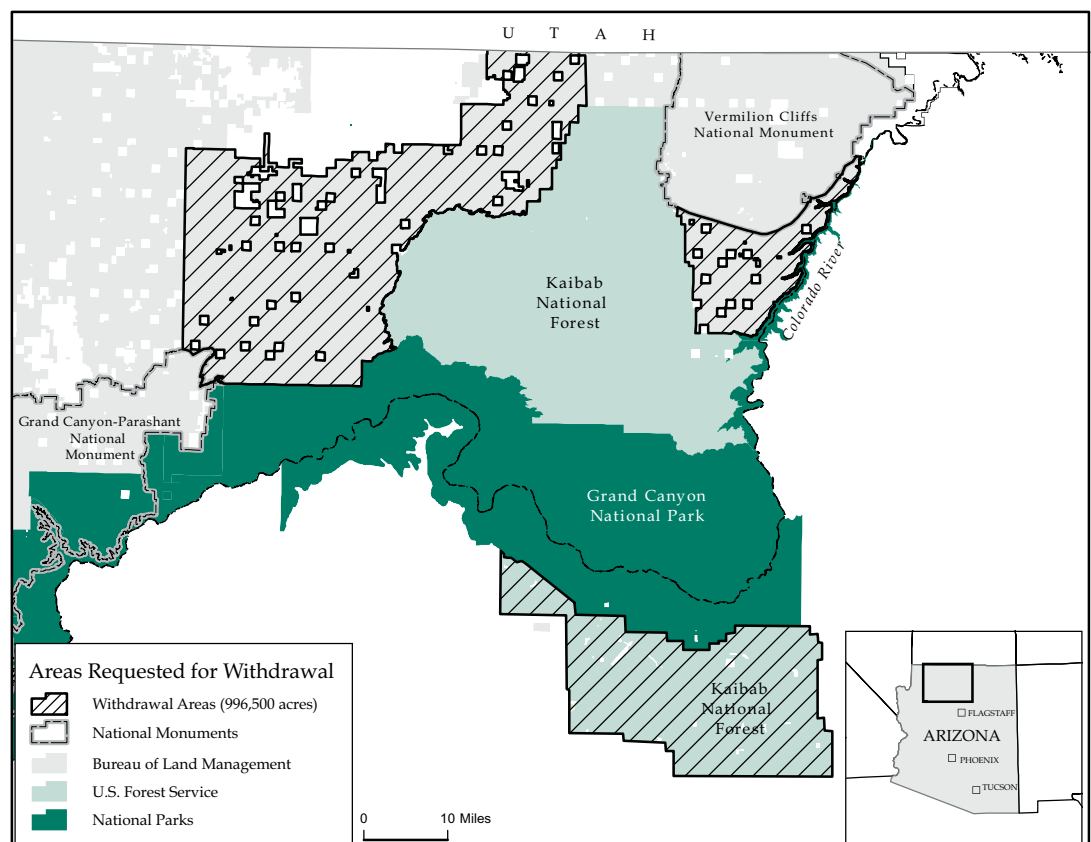 U T A H
Vermilion Cliffs
National Monument
Colorado River
Kaibab
National
Forest
Grand Canyon-Parashant
National
Monument
Grand Canyon
National Park
Kaibab
National
Forest
Areas Requested for Withdrawal
Withdrawal Areas (996,500 acres)
National Monuments
Bureau of Land Management
U.S. Forest Service
National Parks
0 10 Miles
FLAGSTAFF
ARIZONA
PHOENIX
TUCSON